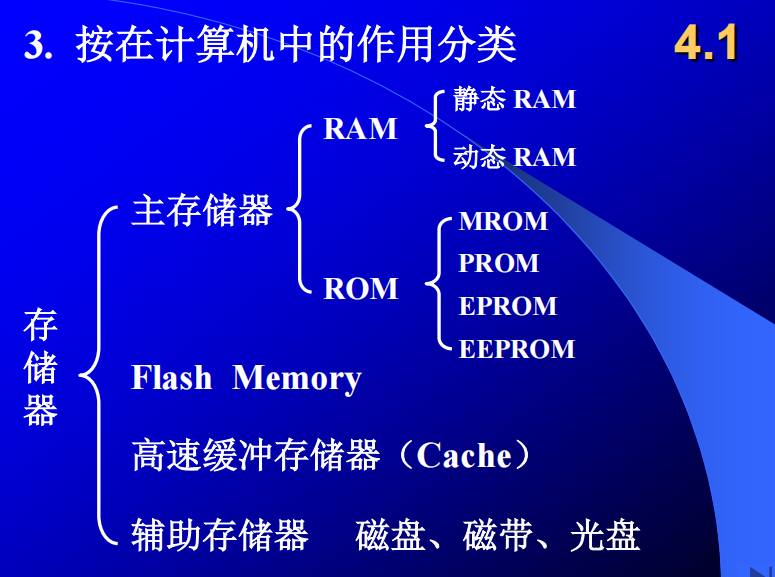 3. 按在计算机中的作用分类
4.1
存储器
主存储器
RAM
静态 RAM
动态 RAM
ROM
MROM
PROM
EPROM
EEPROM
Flash Memory
高速缓冲存储器（Cache）
辅助存储器 磁盘、磁带、光盘